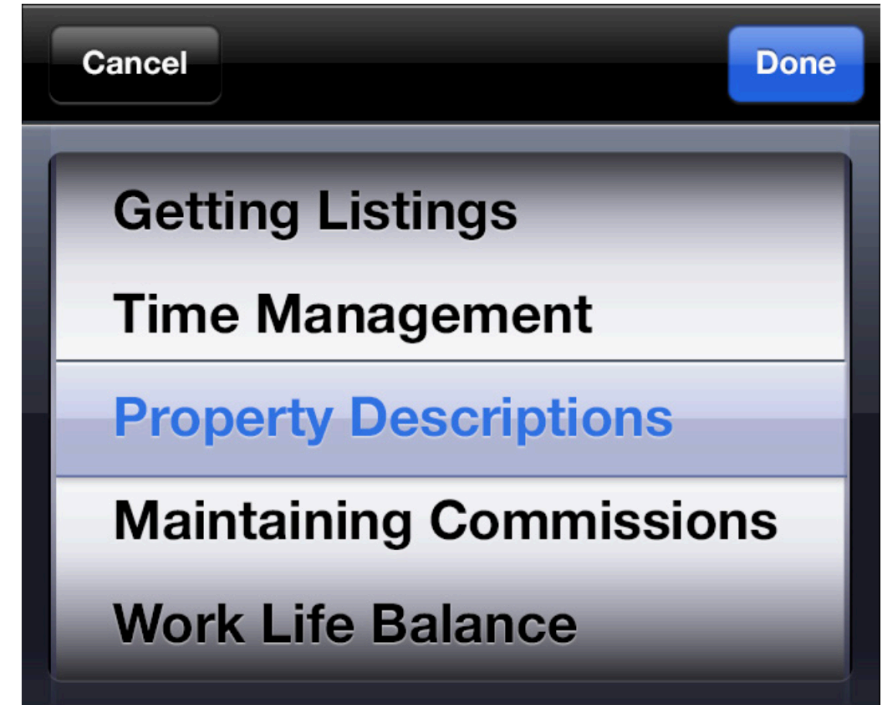 Cancel
Done
Getting Listings
Time Management
Property Descriptions
Maintaining Commissions
Work Life Balance